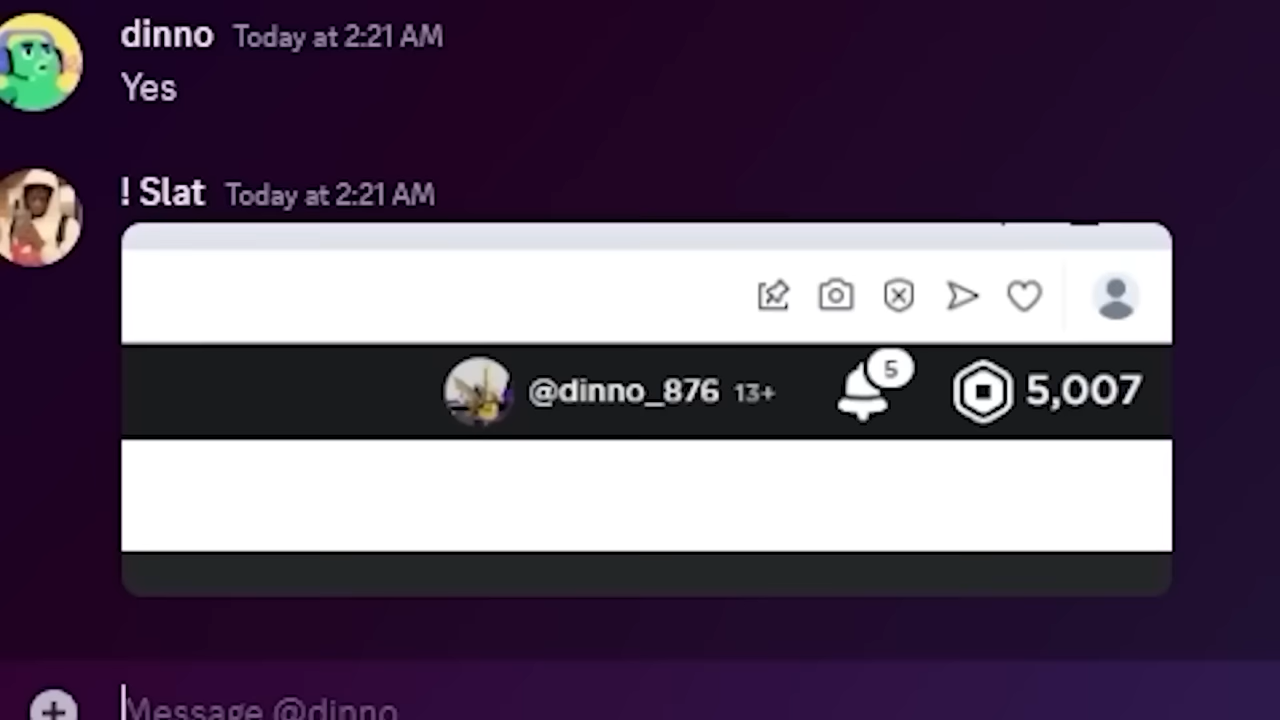 dinno Today at 2:21 AM
Yes
! Slat Today at 2:21 AM
@dinno_876 13+ 5 5,007
Message @dinno